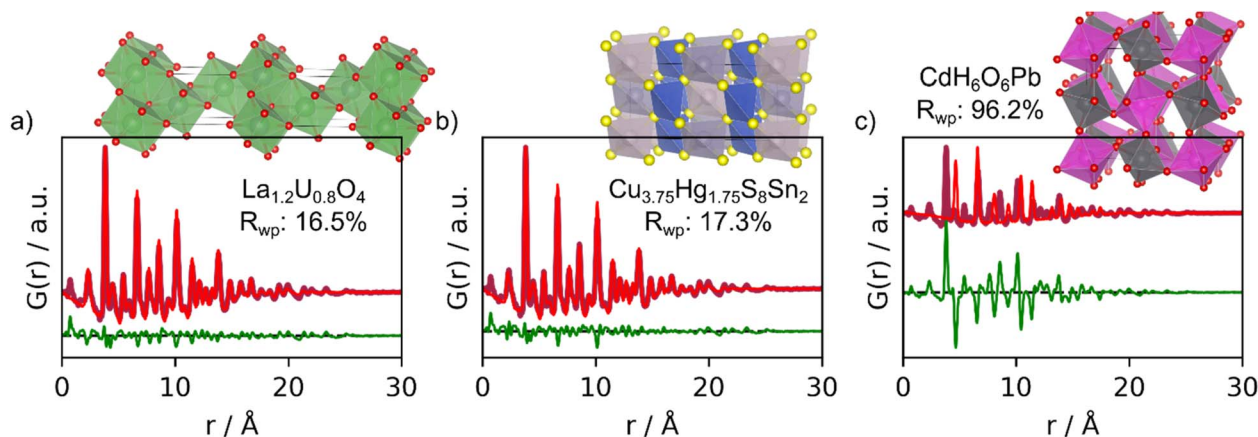 a)
La1.2U0.8O4
Rwp: 16.5%
G(r) / a.u.
0 10 20 30
r / Å
b)
Cu3.75Hg1.75S8Sn2
Rwp: 17.3%
G(r) / a.u.
0 10 20 30
r / Å
c)
CdH6O6Pb
Rwp: 96.2%
G(r) / a.u.
0 10 20 30
r / Å